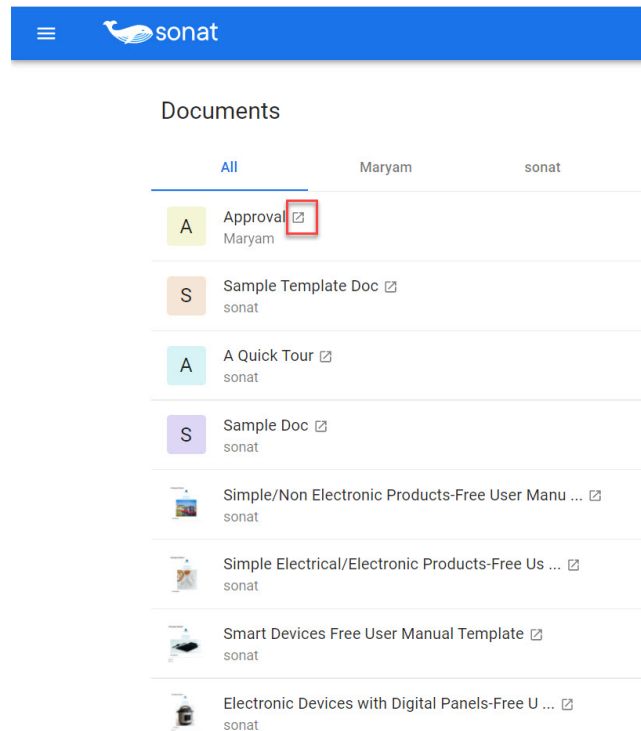 sonat
Documents
All Maryam sonat
A Approval
Maryam
S Sample Template Doc
sonat
A A Quick Tour
sonat
S Sample Doc
sonat
Simple/Non Electronic Products-Free User Manu ...
sonat
Simple Electrical/Electronic Products-Free Us ...
sonat
Smart Devices Free User Manual Template
sonat
Electronic Devices with Digital Panels-Free U ...
sonat